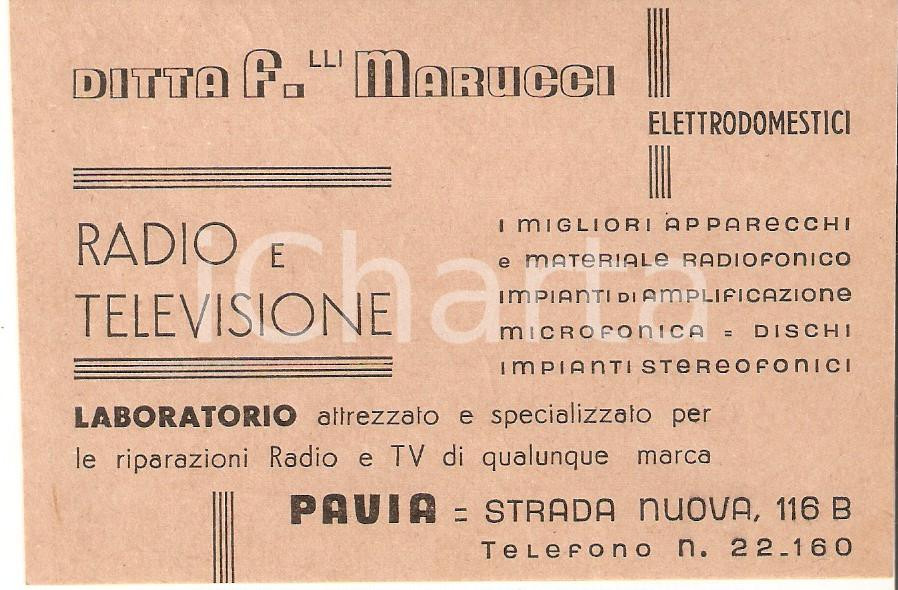 DITTA F.LLI MARUCCI
ELETTRODOMESTICI
RADIO E
TELEVISIONE
I MIGLIORI APPARECCHI
e MATERIALE RADIOFONICO
IMPIANTI DI AMPLIFICAZIONE
MICROFONICA = DISCHI
IMPIANTI STEREOFONICI
LABORATORIO attrezzato e specializzato per
le riparazioni Radio e TV di qualunque marca
PAVIA = STRADA NUOVA, 116 B
TELEFONO n. 22-160
iCharta